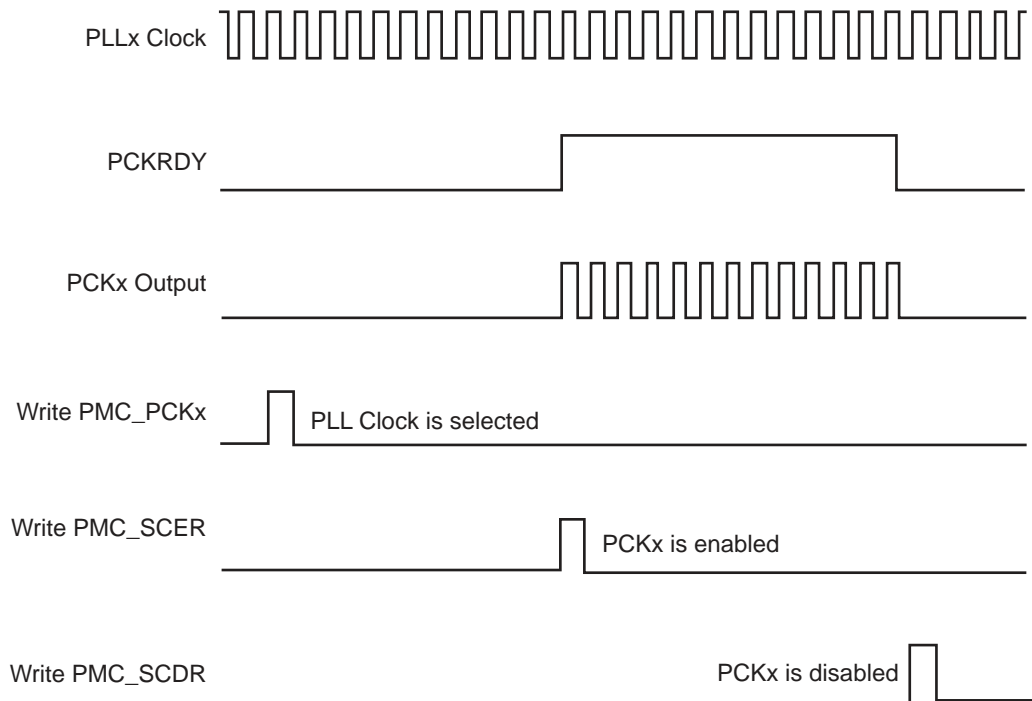 PLLx Clock
PCKRDY
PCKx Output
Write PMC_PCKx
PLL Clock is selected
Write PMC_SCER
PCKx is enabled
Write PMC_SCDR
PCKx is disabled